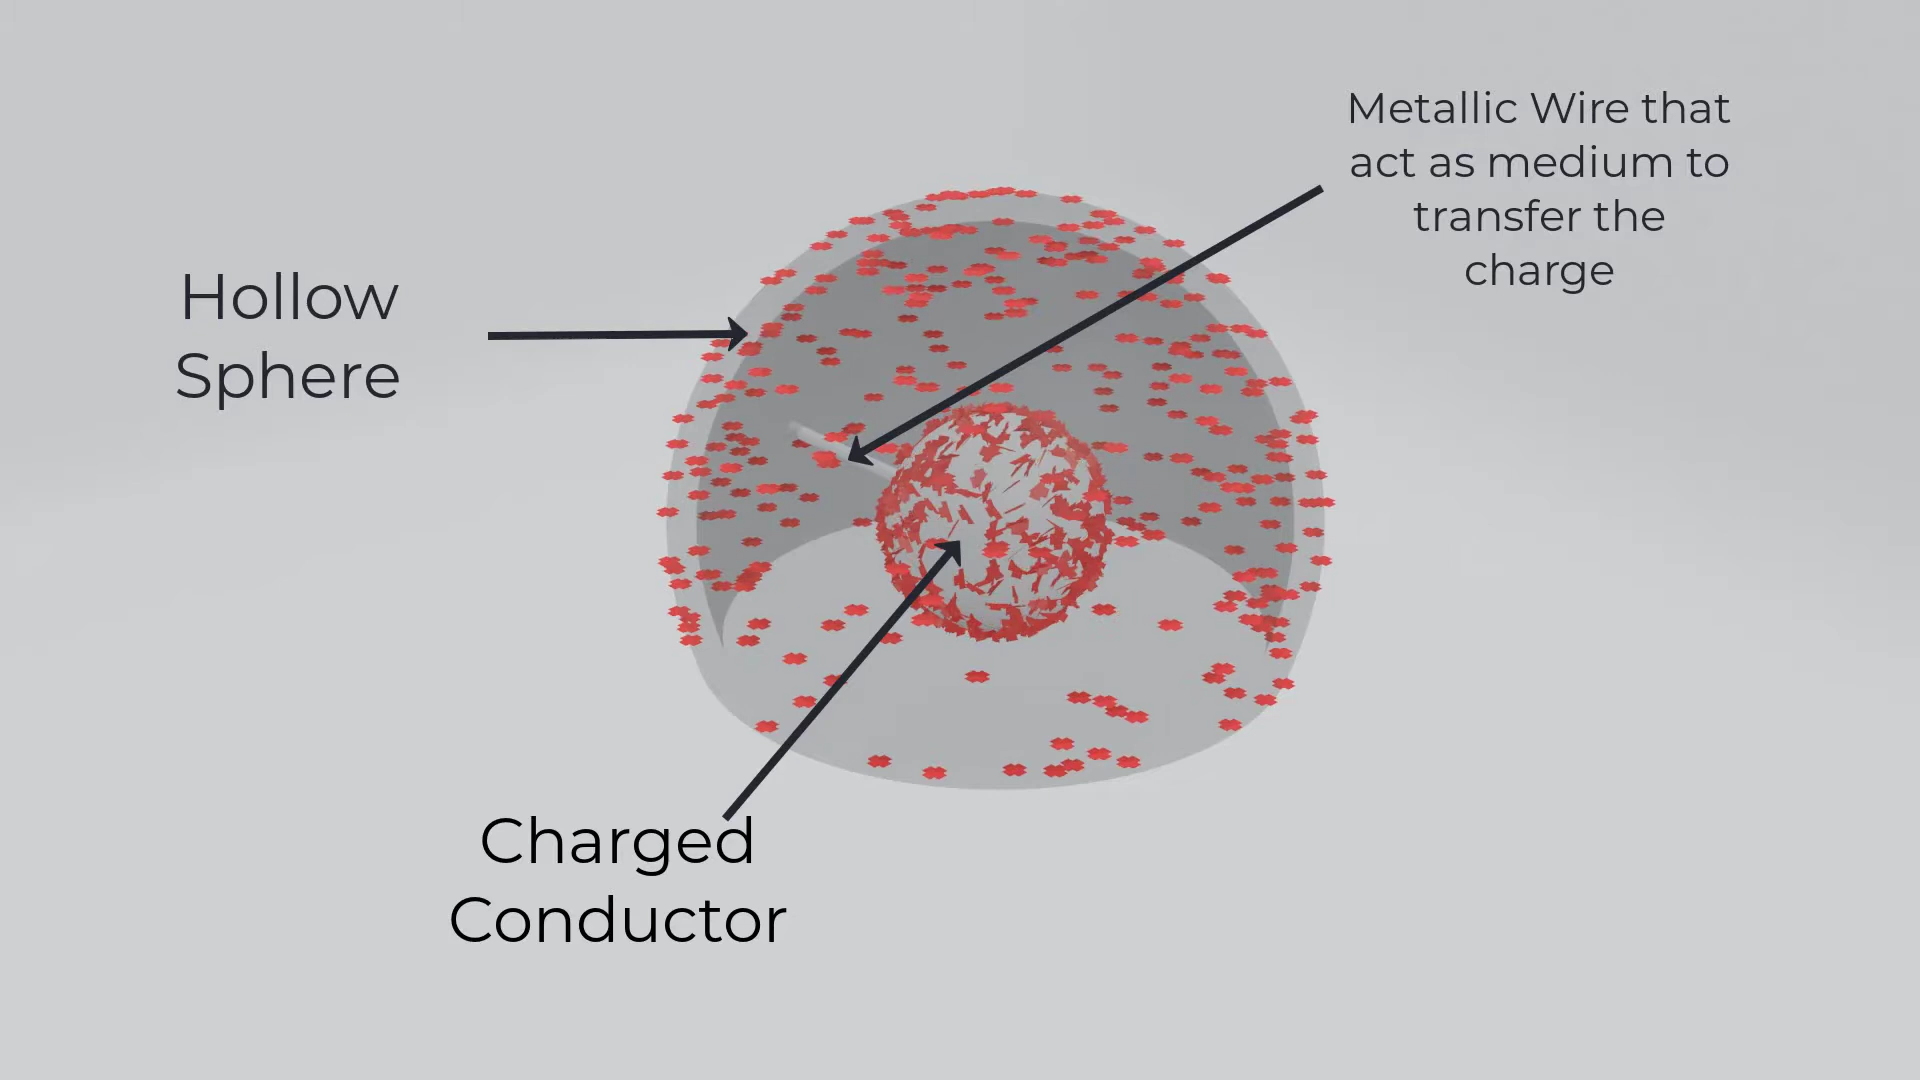 Hollow
Sphere
Metallic Wire that
act as medium to
transfer the
charge
Charged
Conductor